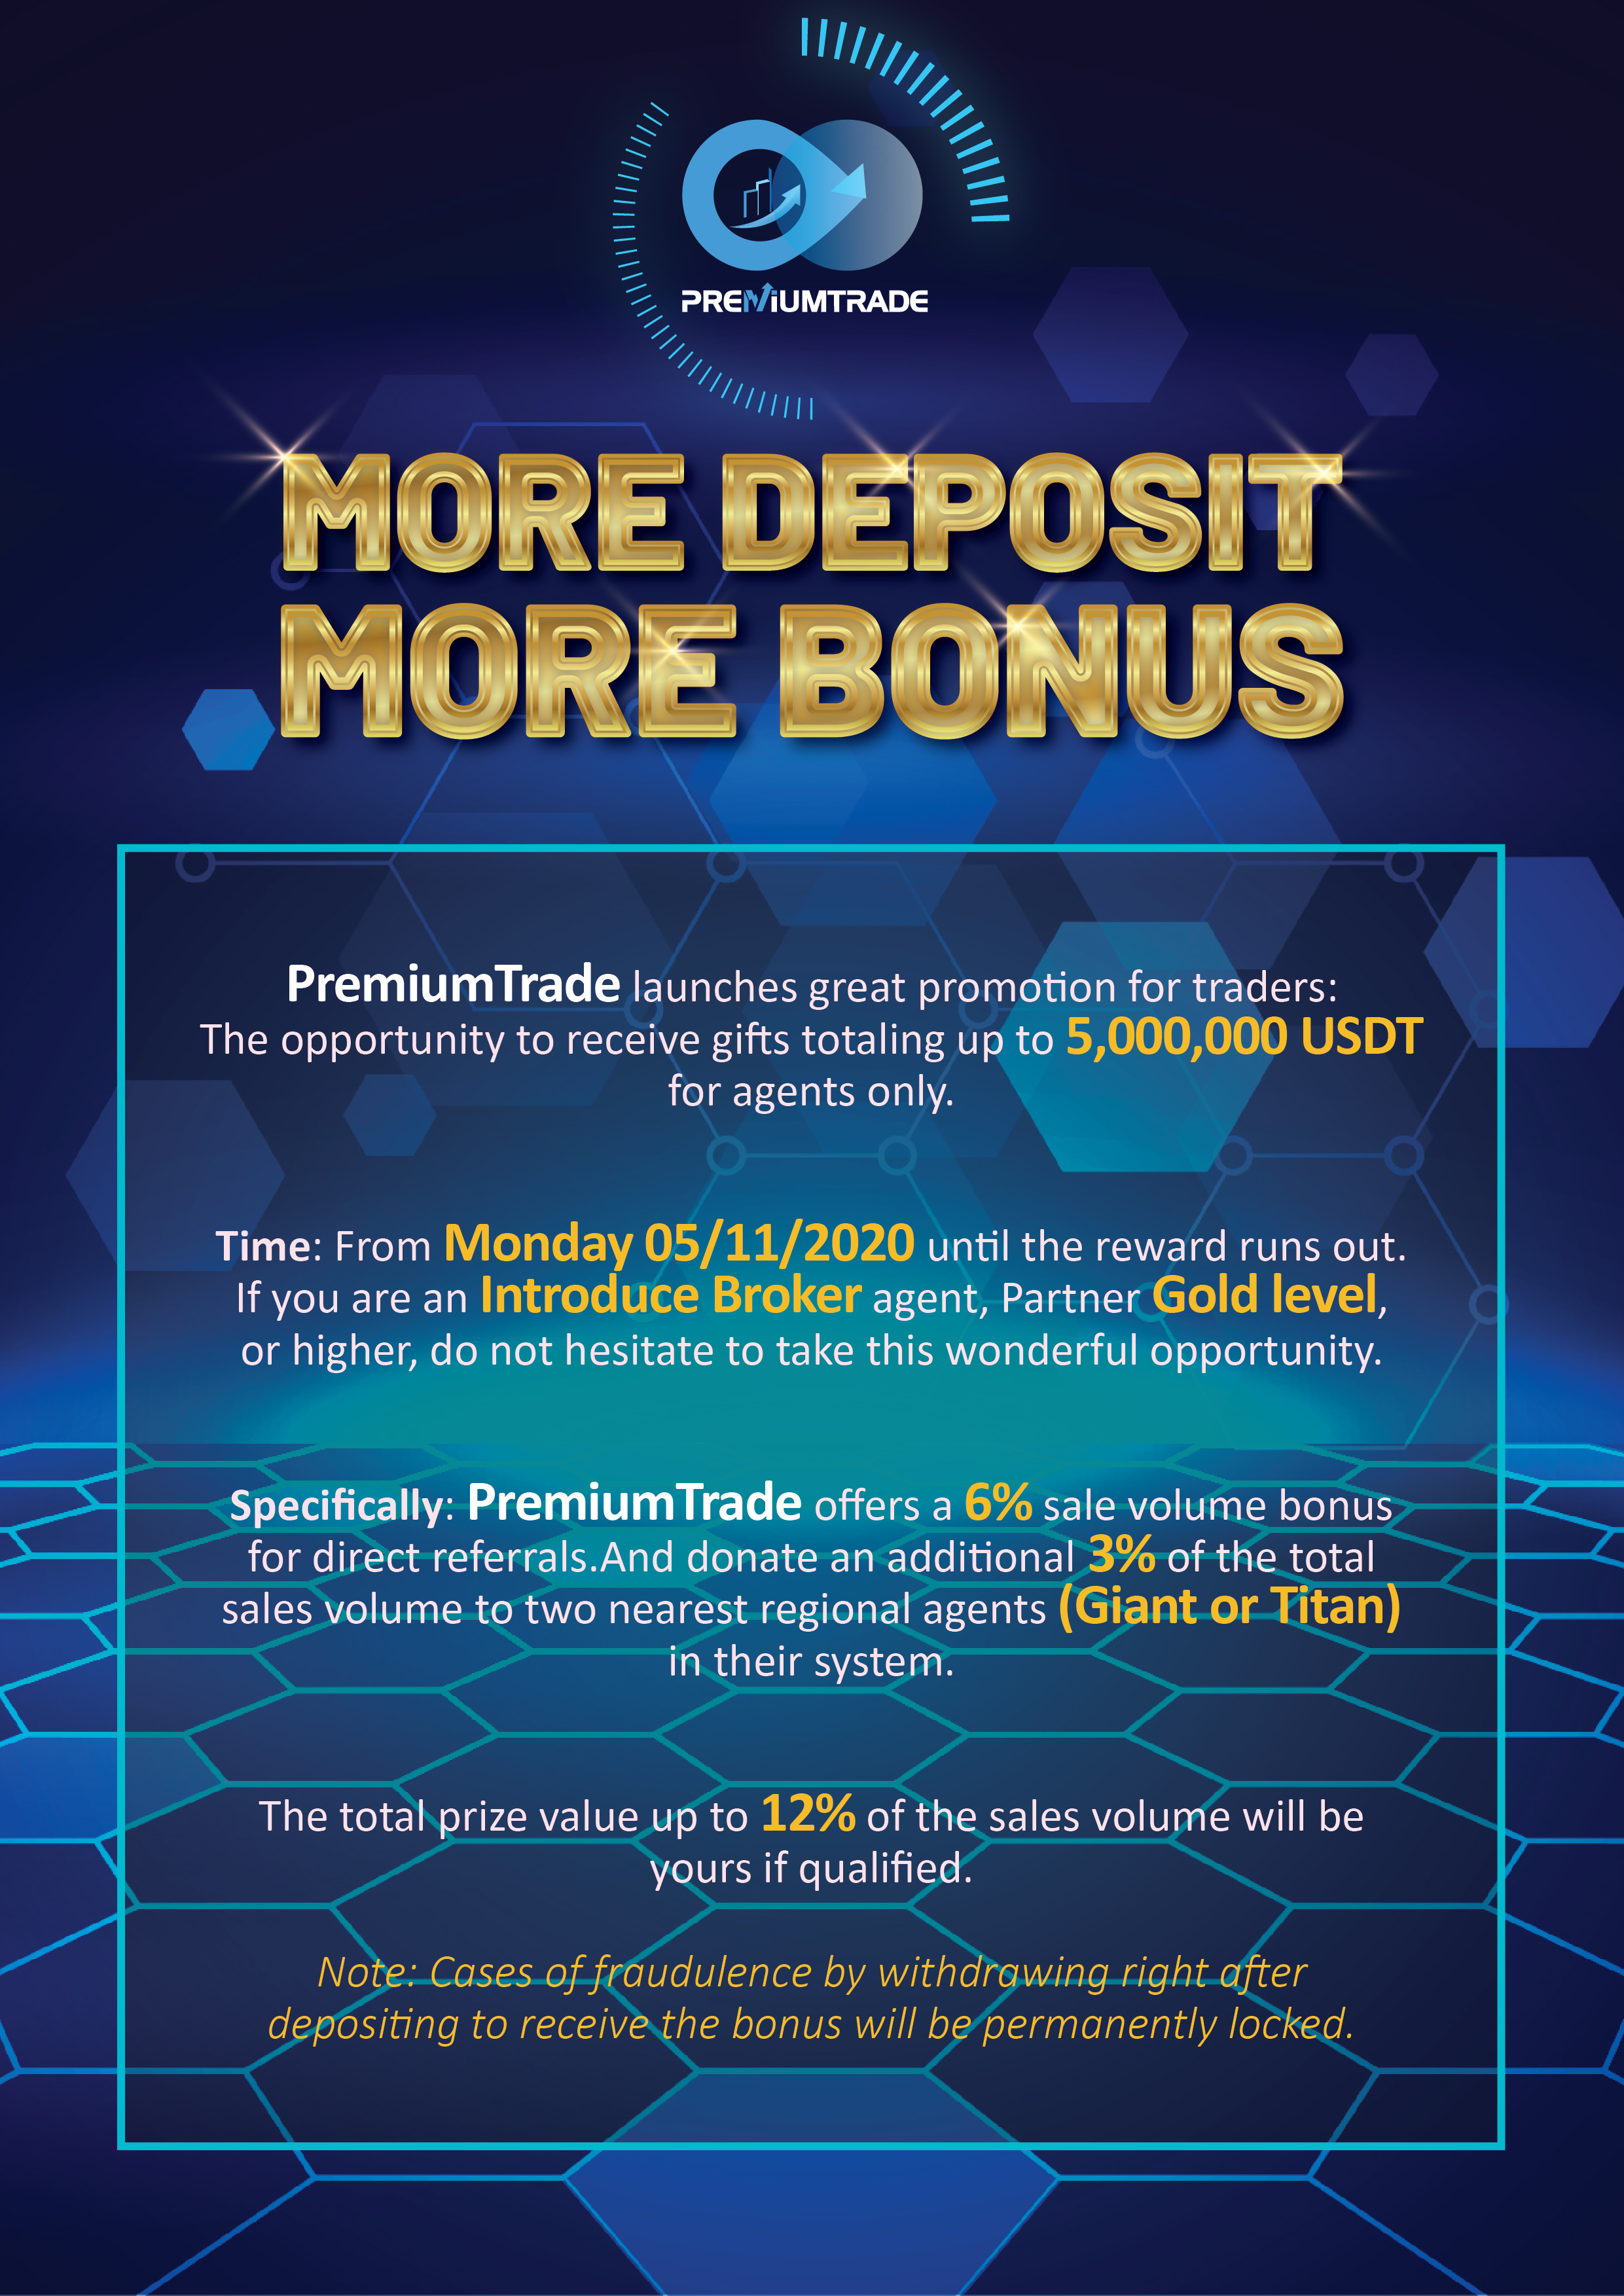 PREMIUMTRADE
MORE DEPOSIT
MORE BONUS
PremiumTrade launches great promotion for traders:
The opportunity to receive gifts totaling up to 5,000,000 USDT
for agents only.
Time: From Monday 05/11/2020 until the reward runs out.
If you are an Introduce Broker agent, Partner Gold level,
or higher, do not hesitate to take this wonderful opportunity.
Specifically: PremiumTrade offers a 6% sale volume bonus
for direct referrals.And donate an additional 3% of the total
sales volume to two nearest regional agents (Giant or Titan)
in their system.
The total prize value up to 12% of the sales volume will be
yours if qualified.
Note: Cases of fraudulence by withdrawing right after
depositing to receive the bonus will be permanently locked.